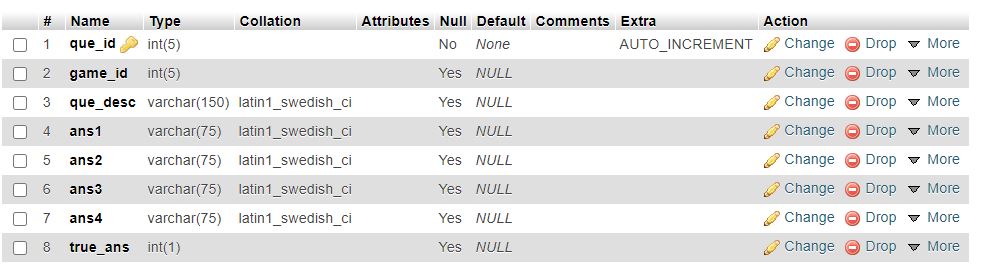 # Name Type Collation Attributes Null Default Comments Extra Action
1 que_id int(5) No None AUTO_INCREMENT Change Drop More
2 game_id int(5) Yes NULL Change Drop More
3 que_desc varchar(150) latin1_swedish_ci Yes NULL Change Drop More
4 ans1 varchar(75) latin1_swedish_ci Yes NULL Change Drop More
5 ans2 varchar(75) latin1_swedish_ci Yes NULL Change Drop More
6 ans3 varchar(75) latin1_swedish_ci Yes NULL Change Drop More
7 ans4 varchar(75) latin1_swedish_ci Yes NULL Change Drop More
8 true_ans int(1) Yes NULL Change Drop More